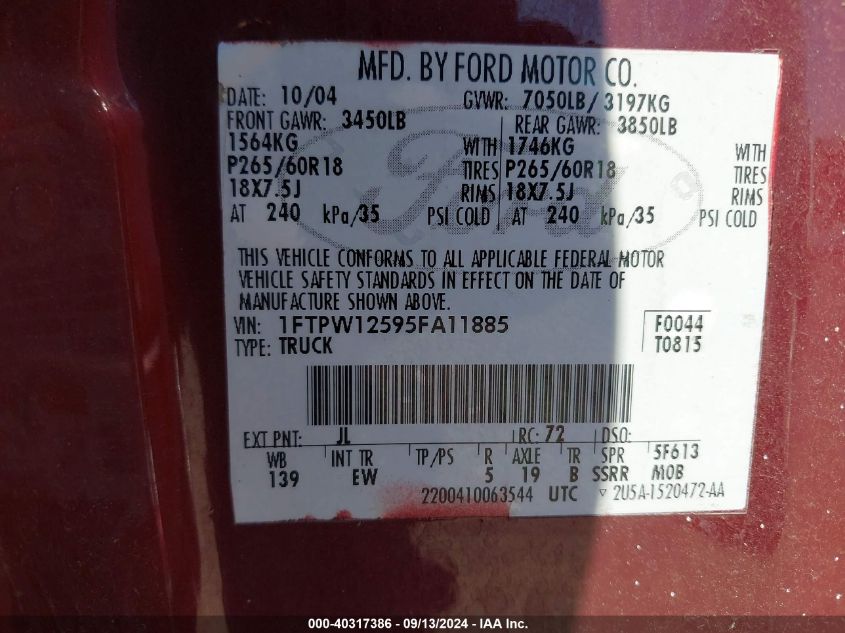 MFD. BY FORD MOTOR CO.
DATE: 10/04 GVWR: 7050LB/ 3197KG
FRONT GAWR: 3450LB REAR GAWR: 3850LB
1564KG WITH 1746KG WITH
P265/60R18 TIRES P265/60R18 TIRES
18X7.5J RIMS 18X7.5J RIMS
AT 240 kPa/35 PSI COLD AT 240 kPa/35 PSI COLD
Ford
THIS VEHICLE CONFORMS TO ALL APPLICABLE FEDERAL MOTOR
VEHICLE SAFETY STANDARDS IN EFFECT ON THE DATE OF
MANUFACTURE SHOWN ABOVE.
VIN: 1FTPW12595FA11885 F0044
TYPE: TRUCK T0815
EXT PNT: JL RC: 72 DSO:
WB INT TR TP/PS R AXLE TR SPR 5F613
139 EW 5 19 B SSRR MOB
2200410063544 UTC ▽ 2U5A-1520472-AA
000-40317386 - 09/13/2024 - IAA Inc.